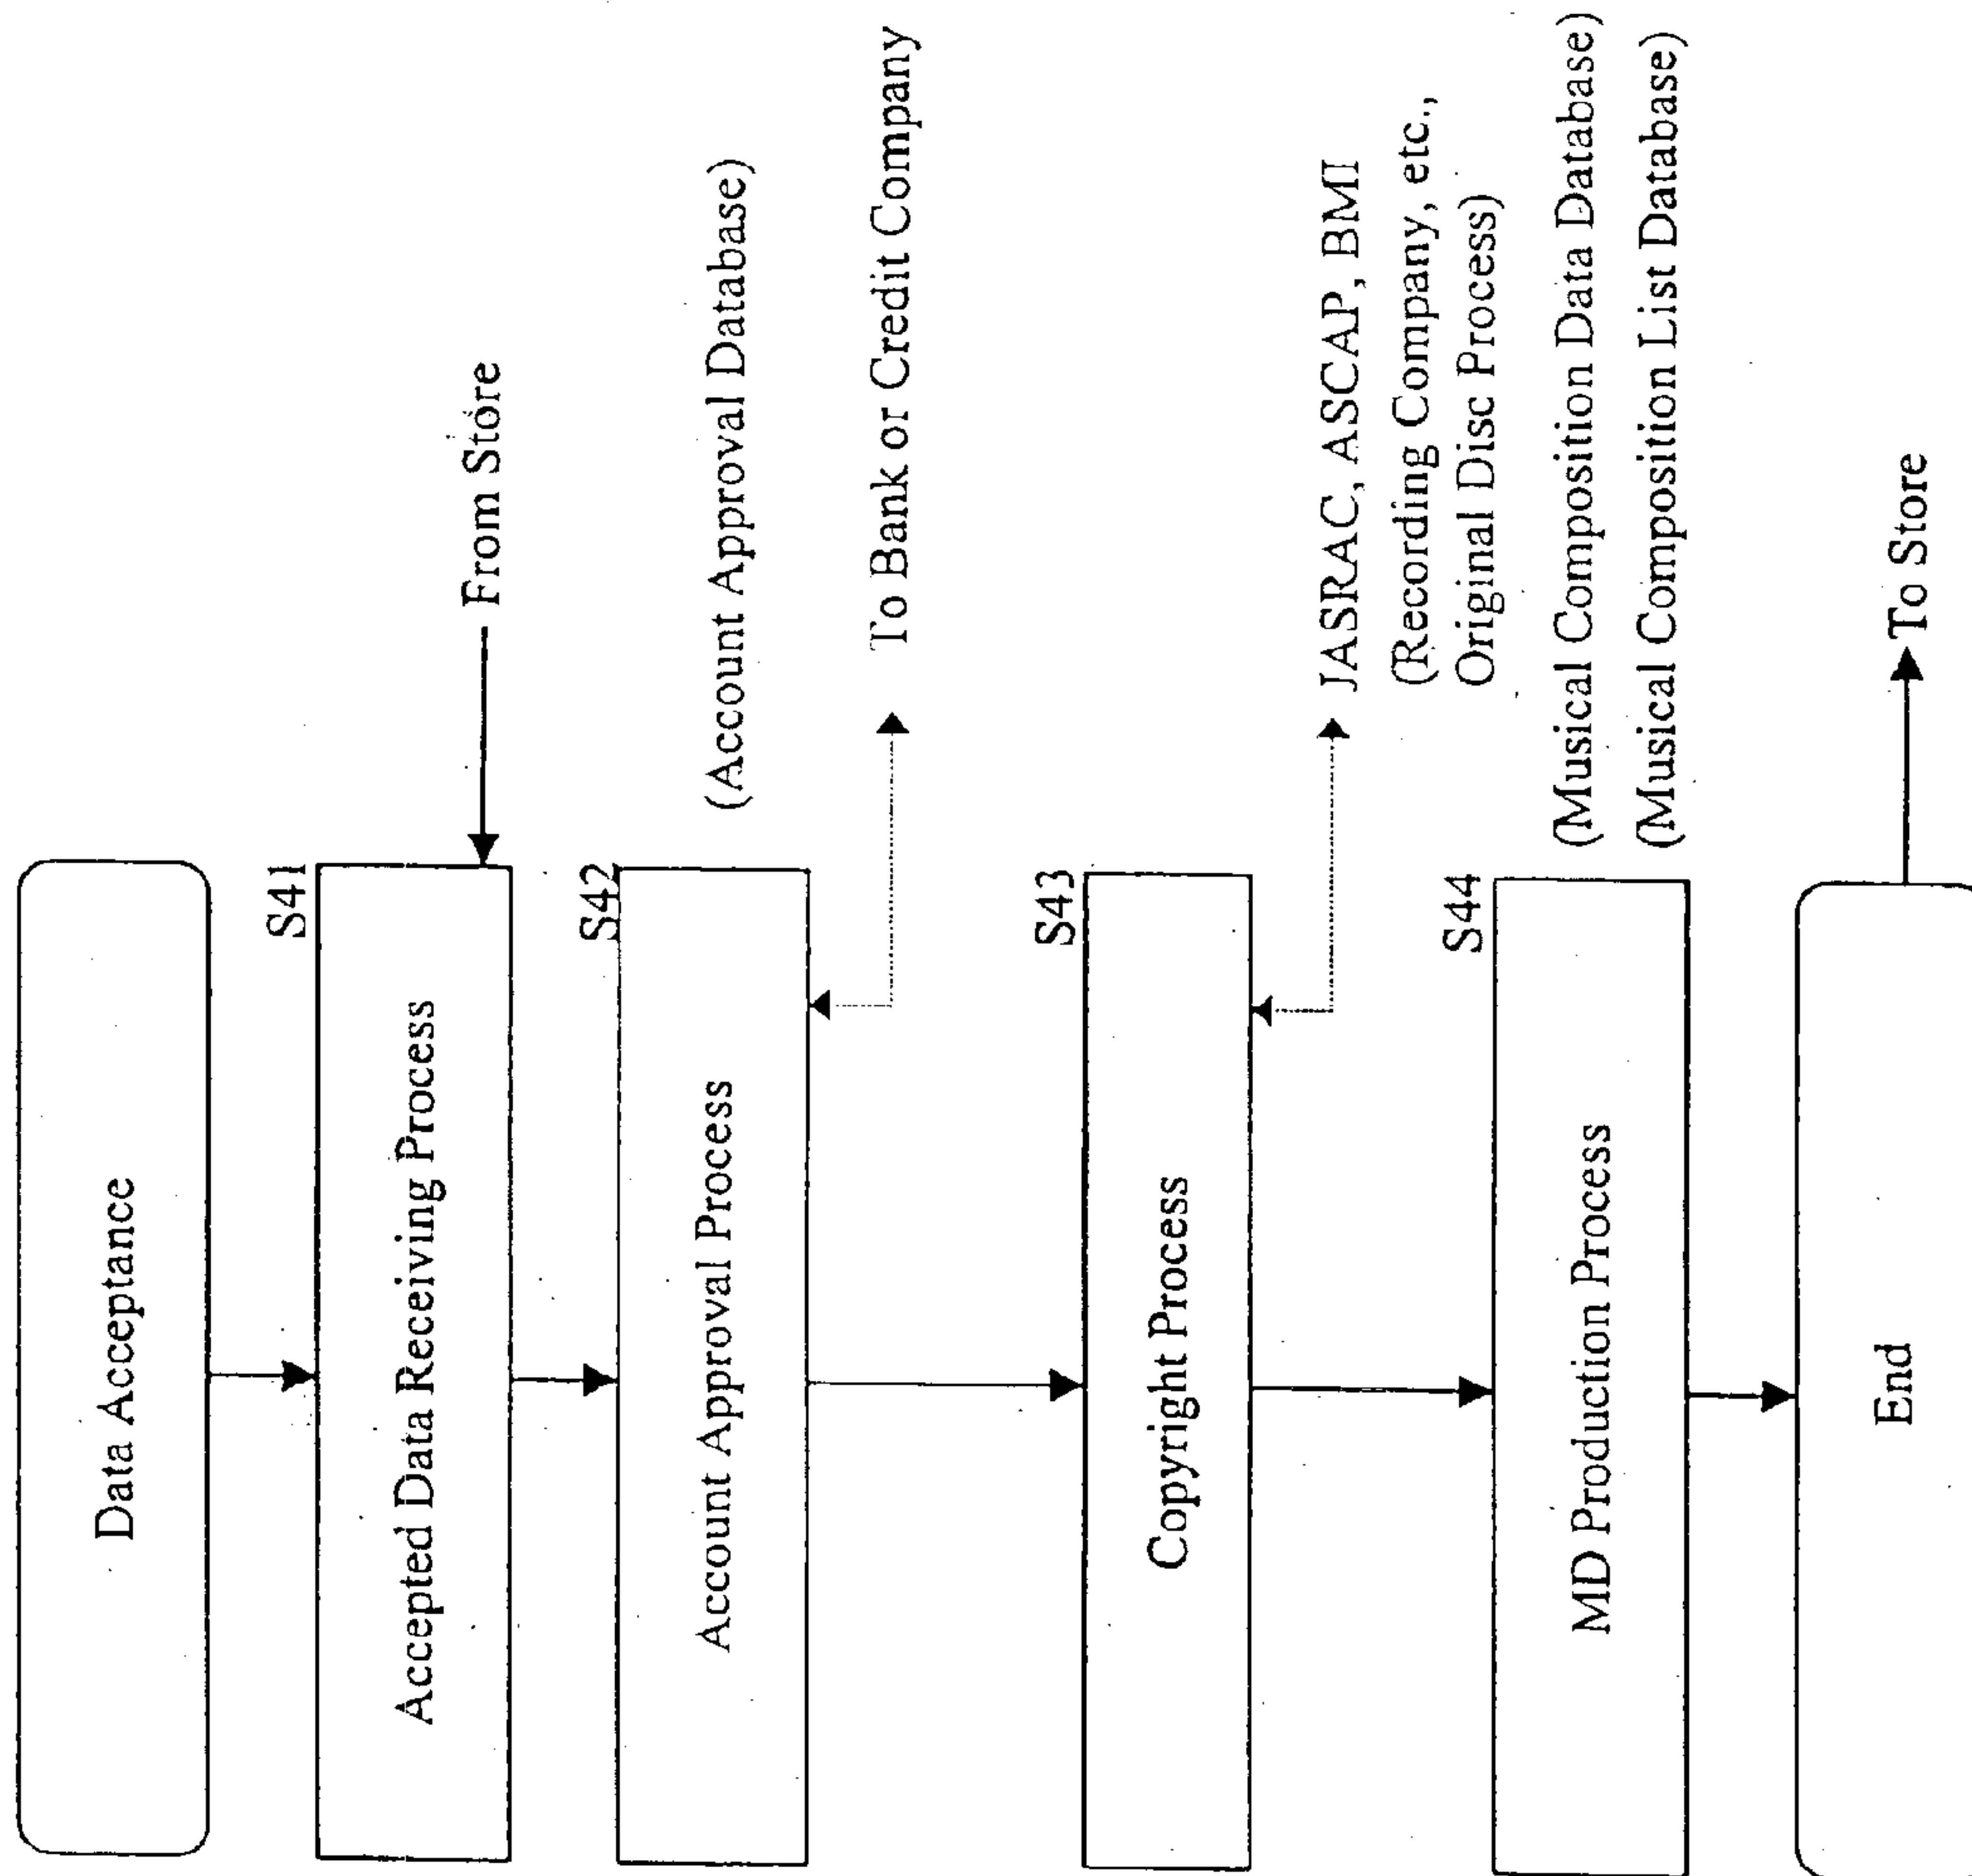 Data Acceptance
S41
Accepted Data Receiving Process
From Store
S42
Account Approval Process
(Account Approval Database)
To Bank or Credit Company
S43
Copyright Process
JASRAC, ASCAP, BMI
(Recording Company, etc.,
Original Disc Process)
S44
MD Production Process
(Musical Composition Data Database)
(Musical Composition List Database)
End
To Store